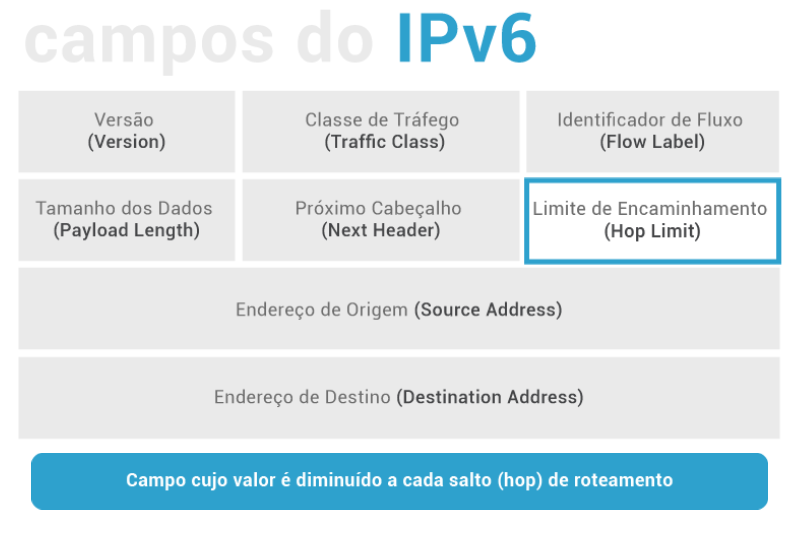 campos do IPv6
Versão
(Version)
Classe de Tráfego
(Traffic Class)
Identificador de Fluxo
(Flow Label)
Tamanho dos Dados
(Payload Length)
Próximo Cabeçalho
(Next Header)
Limite de Encaminhamento
(Hop Limit)
Endereço de Origem (Source Address)
Endereço de Destino (Destination Address)
Campo cujo valor é diminuído a cada salto (hop) de roteamento